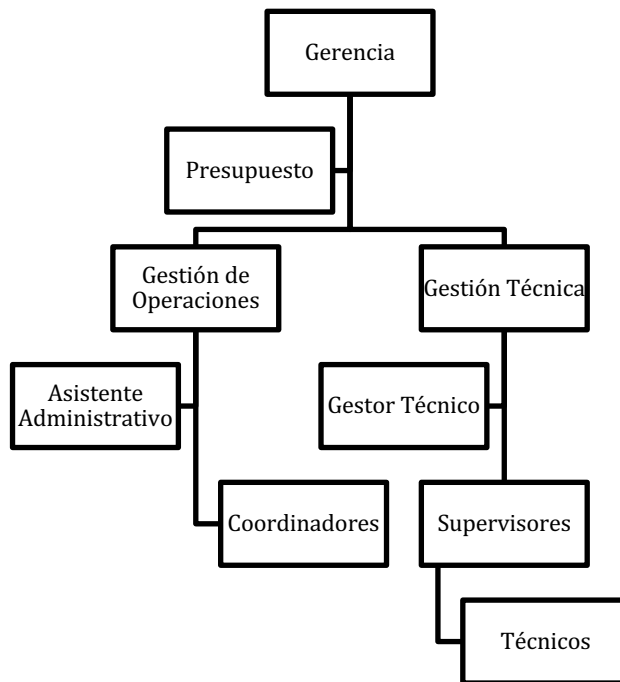 Gerencia
Presupuesto
Gestión de
Operaciones
Gestión Técnica
Asistente
Administrativo
Gestor Técnico
Coordinadores
Supervisores
Técnicos